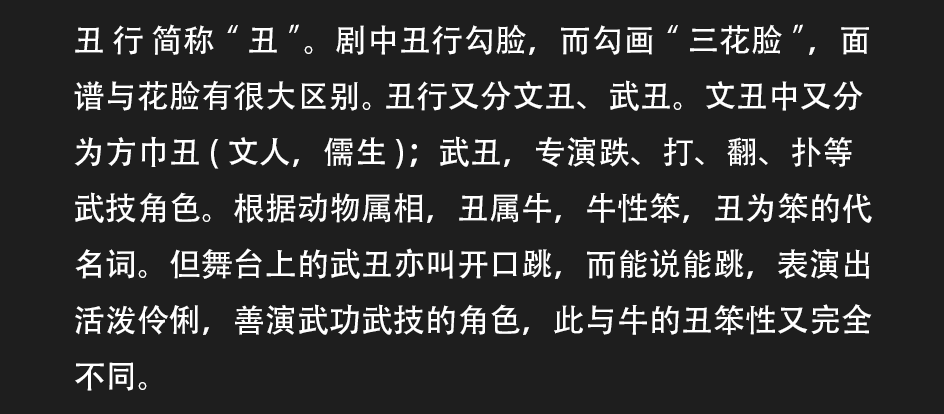 丑 行 简称 “ 丑 ”。剧中丑行勾脸，而勾画 “ 三花脸 ”，面
谱与花脸有很大区别。丑行又分文丑、武丑。文丑中又分
为方巾丑 ( 文人，儒生 )；武丑，专演跌、打、翻、扑等
武技角色。根据动物属相，丑属牛，牛性笨，丑为笨的代
名词。但舞台上的武丑亦叫开口跳，而能说能跳，表演出
活泼伶俐，善演武功武技的角色，此与牛的丑笨性又完全
不同。